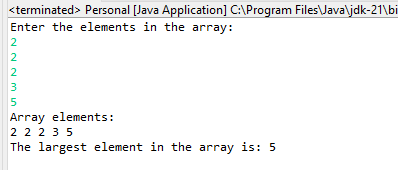 <terminated> Personal [Java Application] C:\Program Files\Java\jdk-21\bi
Enter the elements in the array:
2
2
2
3
5
Array elements:
2 2 2 3 5
The largest element in the array is: 5